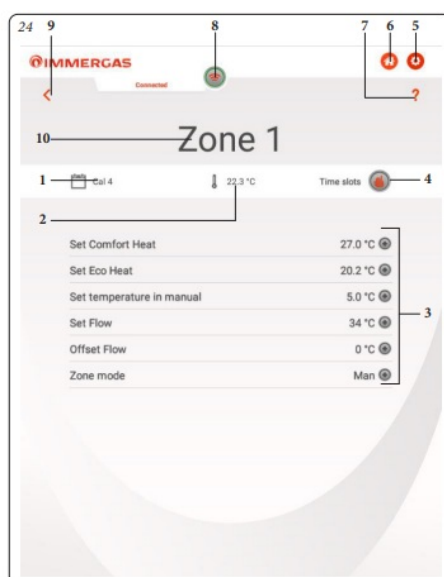 24 9 8 7 6 5
IMMERGAS
Connected
?
10 Zone 1
1 Cal 4 22.3 °C Time slots 4
2
Set Comfort Heat 27.0 °C
Set Eco Heat 20.2 °C
Set temperature in manual 5.0 °C
3
Set Flow 34 °C
Offset Flow 0 °C
Zone mode Man